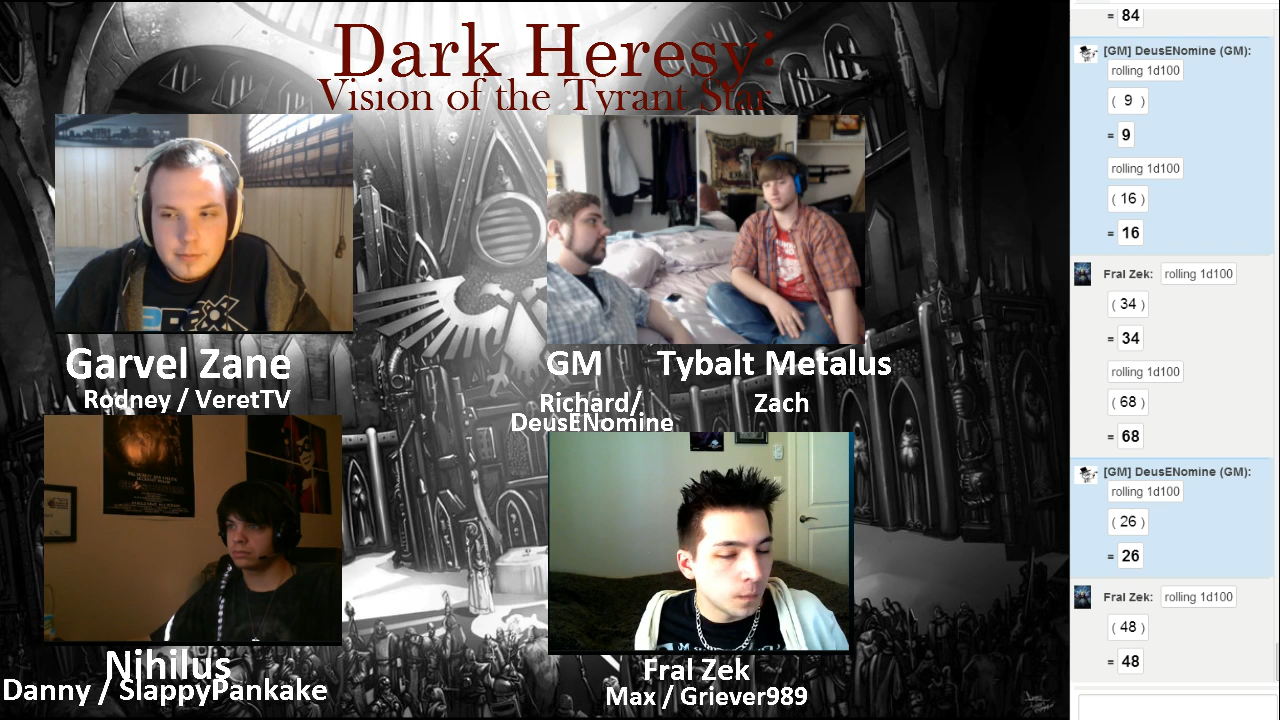 Dark Heresy:
Vision of the Tyrant Star
Garvel Zane
Rodney / VeretTV
GM
Richard/
DeusENomine
Tybalt Metalus
Zach
Nihilus
Danny / SlappyPankake
Fral Zek
Max / Griever989
= 84
[GM] DeusENomine (GM):
rolling 1d100
( 9 )
= 9
rolling 1d100
( 16 )
= 16
Fral Zek: rolling 1d100
( 34 )
= 34
rolling 1d100
( 68 )
= 68
[GM] DeusENomine (GM):
rolling 1d100
( 26 )
= 26
Fral Zek: rolling 1d100
( 48 )
= 48